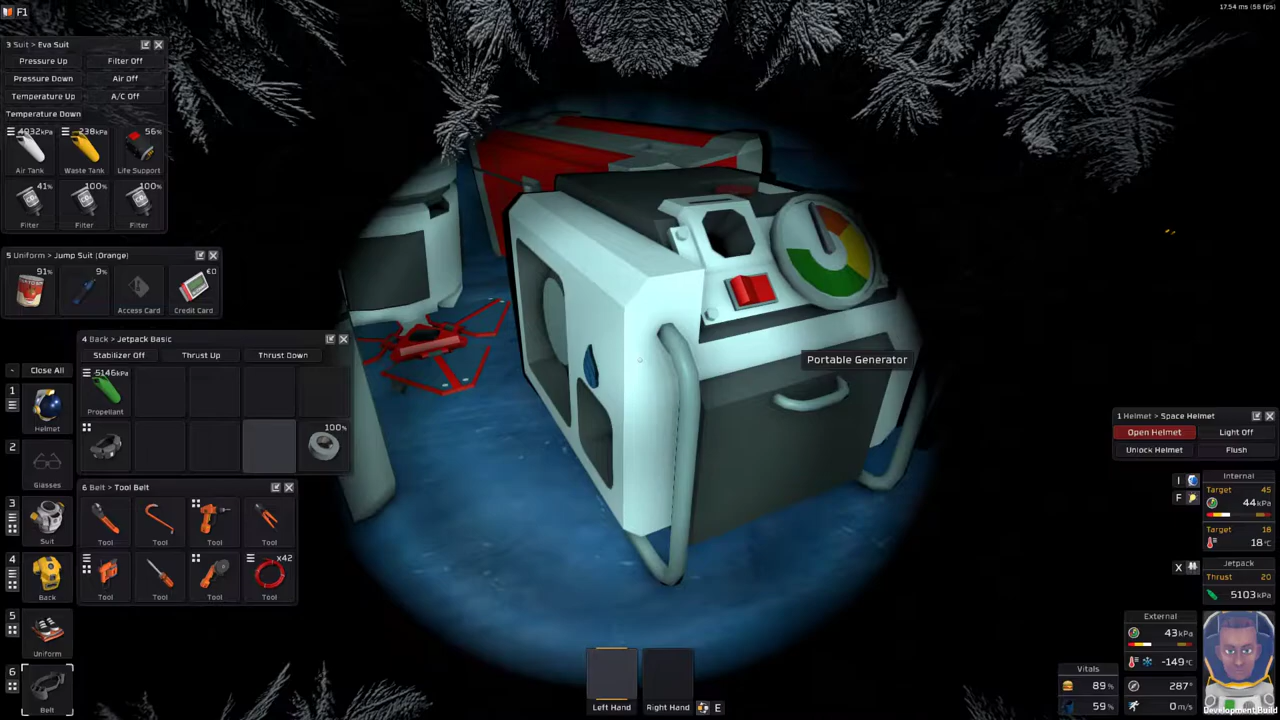 F1
17.54 ms (58 fps)
3 Suit > Eva Suit
Pressure Up Filter Off
Pressure Down Air Off
Temperature Up A/C Off
Temperature Down
4932kPa 238kPa 56%
Air Tank Waste Tank Life Support
41% 100% 100%
Filter Filter Filter
5 Uniform > Jump Suit (Orange)
91% 9% €0
Access Card Credit Card
4 Back > Jetpack Basic
Stabilizer Off Thrust Up Thrust Down
5146kPa
Propellant
100%
6 Belt > Tool Belt
Tool Tool Tool Tool
x42
Tool Tool Tool Tool
~ Close All
1
Helmet
2
Glasses
3
Suit
4
Back
5
Uniform
6
Belt
Portable Generator
Left Hand Right Hand E
1 Helmet > Space Helmet
Open Helmet Light Off
Unlock Helmet Flush
I
F
Internal
Target 45
44kPa
Target 18
18°C
X
Jetpack
Thrust 20
5103kPa
External
43kPa
-149°C
287°
0m/s
Vitals
89%
59%
Development Build